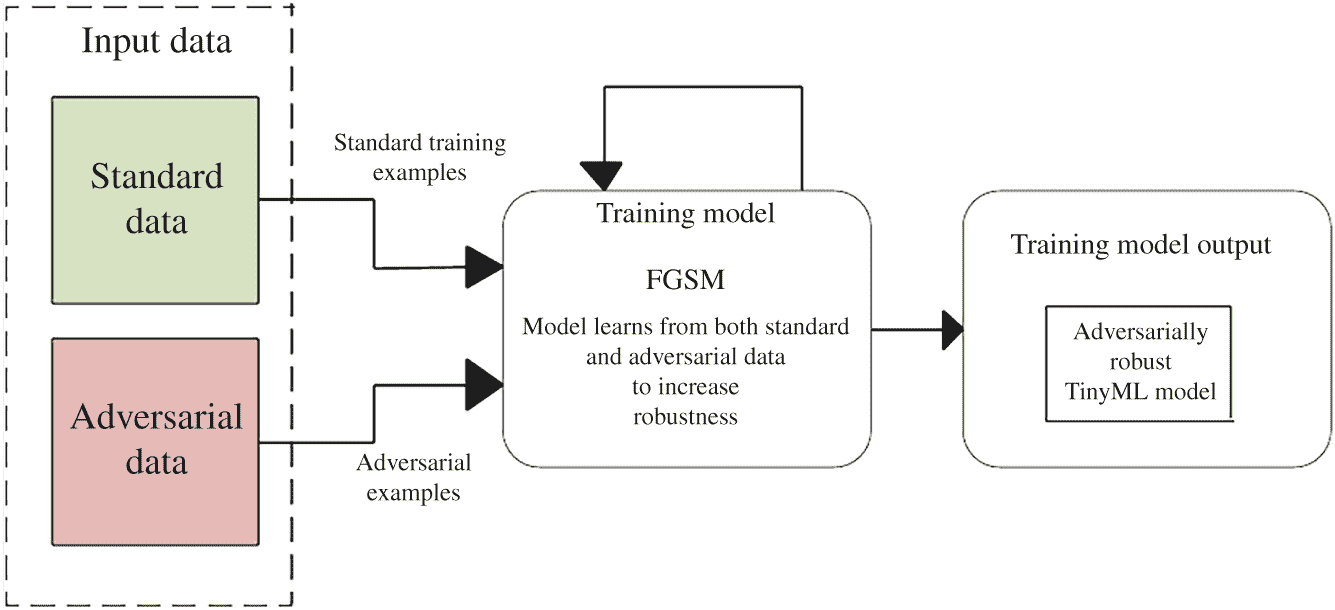 Input data
Standard
data
Adversarial
data
Standard training
examples
Adversarial
examples
Training model
FGSM
Model learns from both standard
and adversarial data
to increase
robustness
Training model output
Adversarially
robust
TinyML model